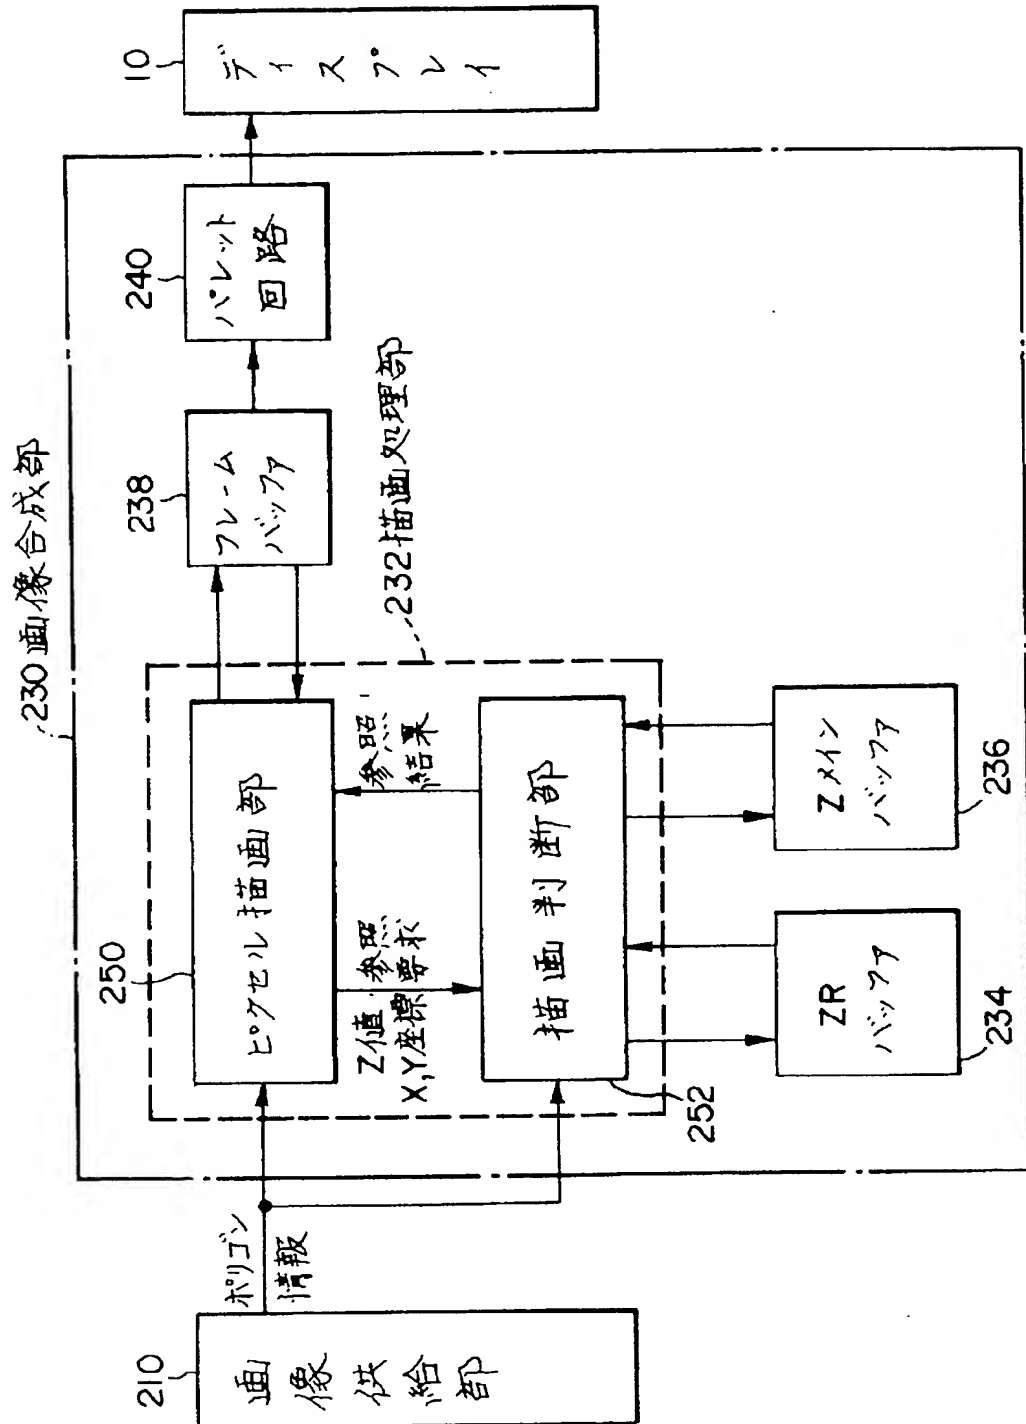 230画像合成部
210
画像供給部
ポリゴン
情報
232描画処理部
250
ピクセル描画部
Z値・参照
X,Y座標要求
参照
結果
252
描画判断部
238
フレーム
バッファ
240
パレット
回路
10
ディスプレイ
234
ZR
バッファ
236
Zメイン
バッファ